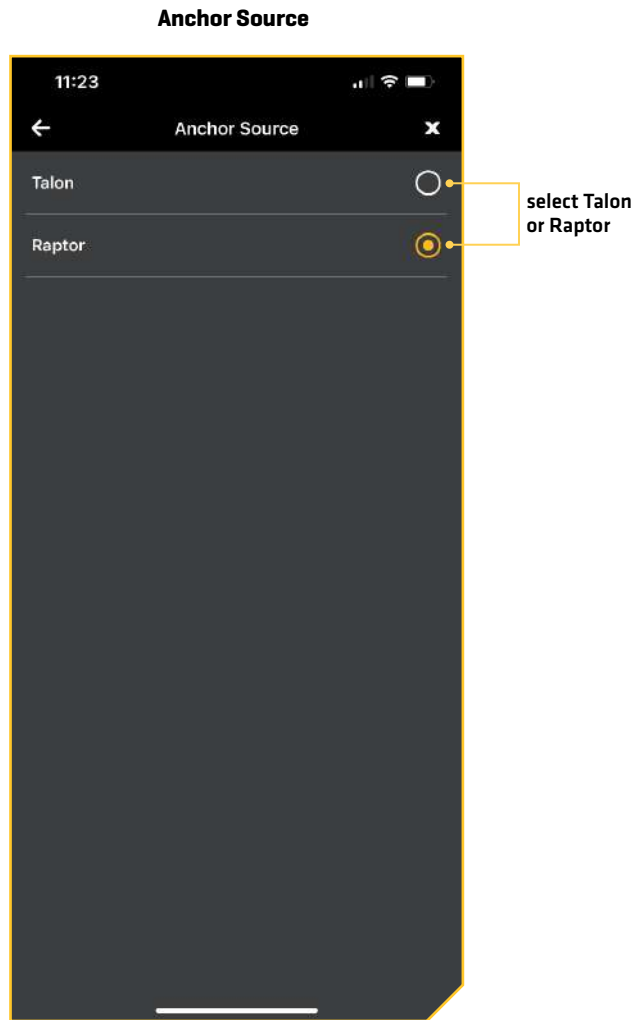 Anchor Source
11:23
Anchor Source
Talon
Raptor
select Talon
or Raptor